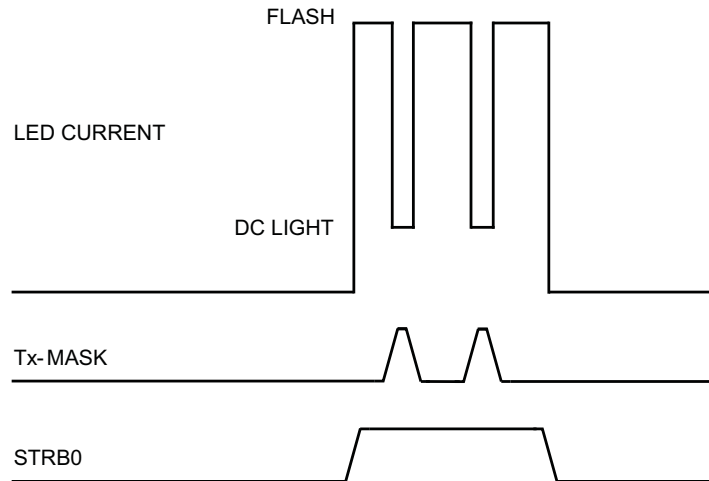 FLASH
LED CURRENT
DC LIGHT
Tx-MASK
STRB0